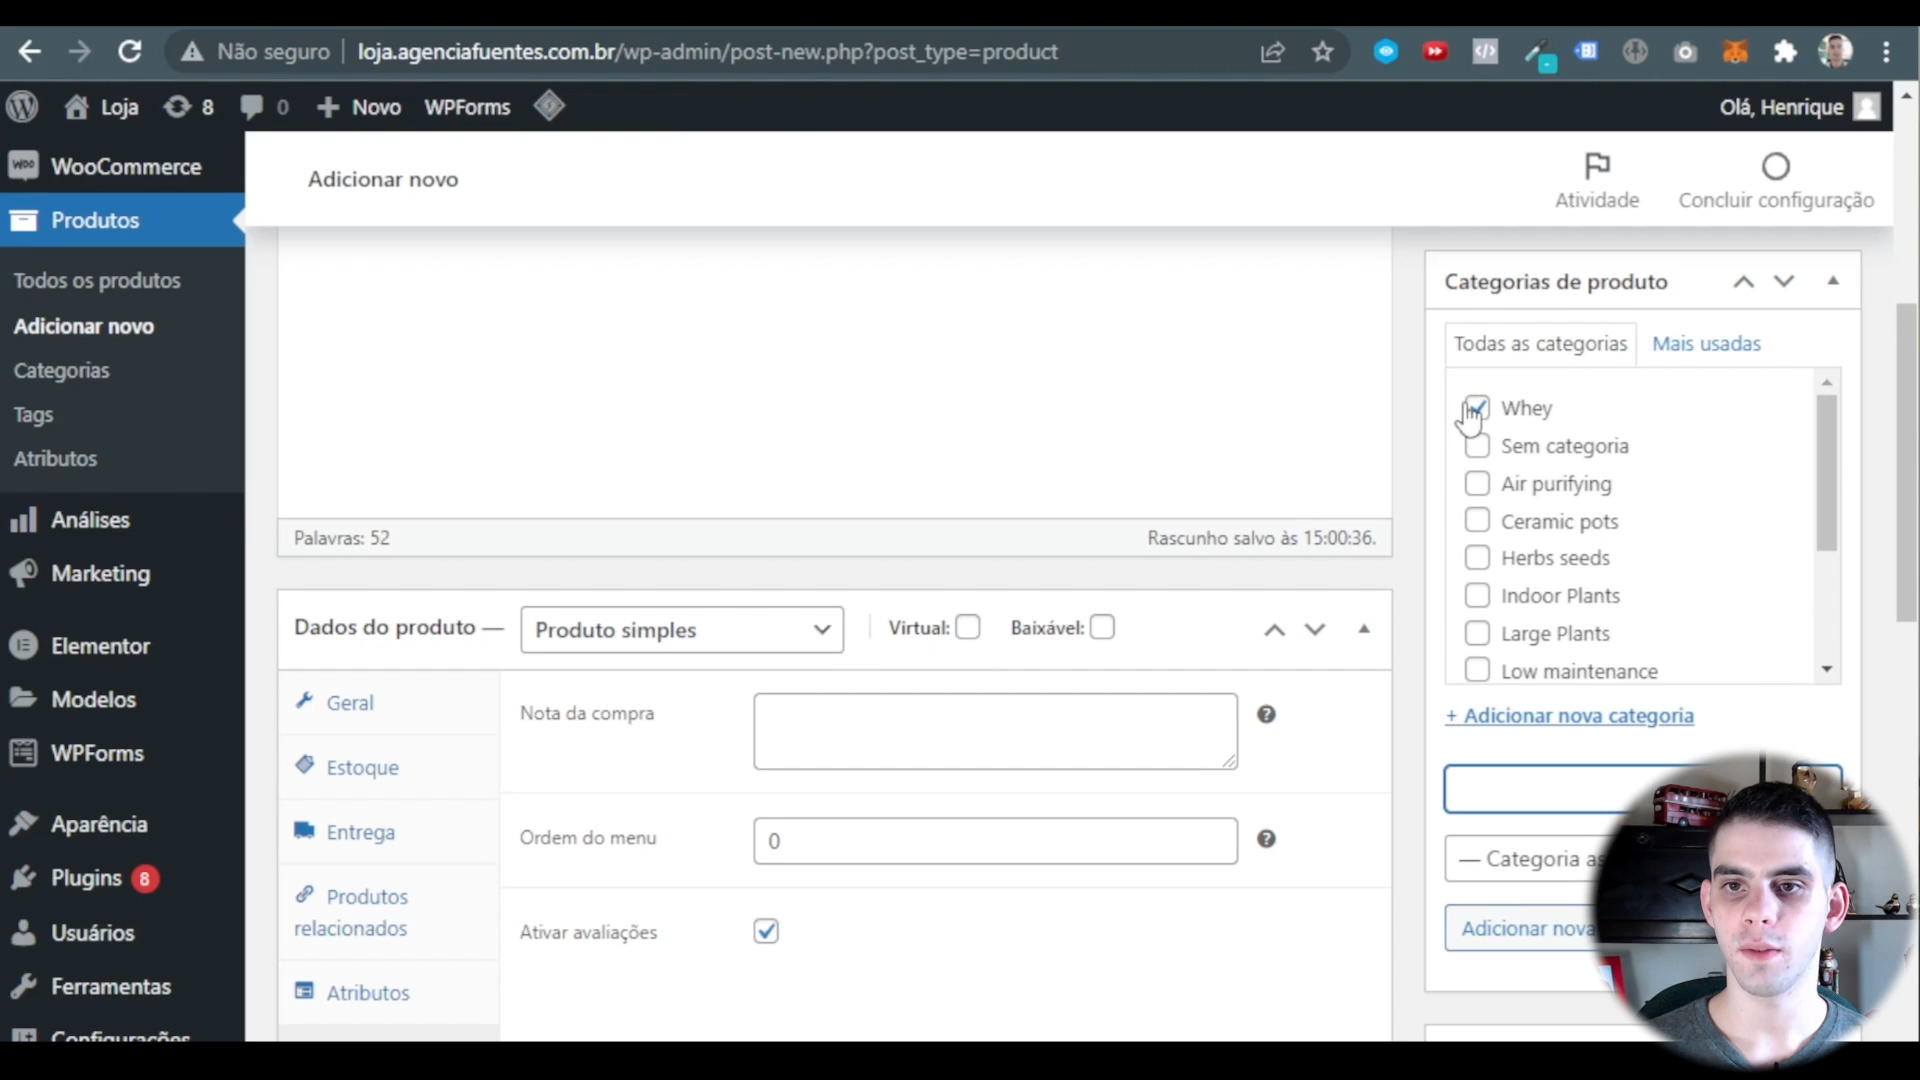 Não seguro
loja.agenciafuentes.com.br/wp-admin/post-new.php?post_type=product
Loja
8
0
Novo
WPForms
Olá, Henrique
WooCommerce
Produtos
Todos os produtos
Adicionar novo
Categorias
Tags
Atributos
Análises
Marketing
Elementor
Modelos
WPForms
Aparência
Plugins 8
Usuários
Ferramentas
Configurações
Adicionar novo
Atividade
Concluir configuração
Palavras: 52
Rascunho salvo às 15:00:36.
Dados do produto —
Produto simples
Virtual:
Baixável:
Geral
Estoque
Entrega
Produtos
relacionados
Atributos
Nota da compra
Ordem do menu
0
Ativar avaliações
Categorias de produto
Todas as categorias
Mais usadas
Whey
Sem categoria
Air purifying
Ceramic pots
Herbs seeds
Indoor Plants
Large Plants
Low maintenance
+ Adicionar nova categoria
— Categoria as
Adicionar nova